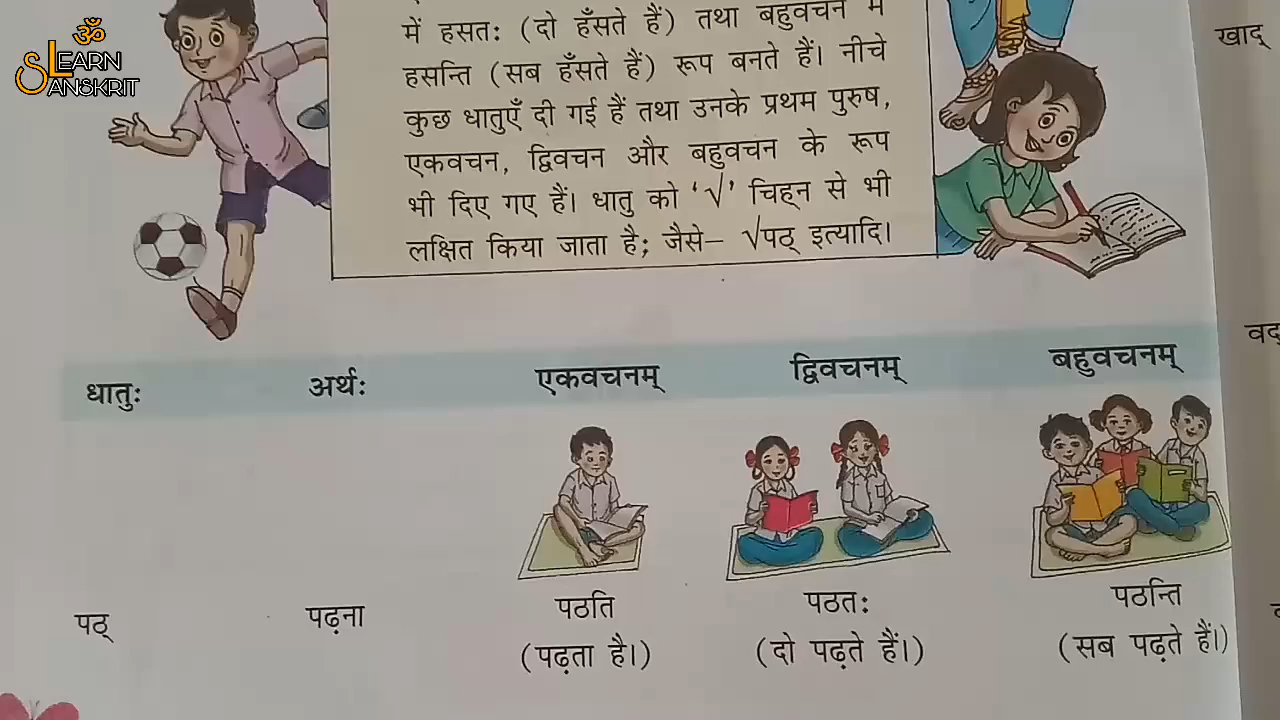 ॐ
LEARN
SANSKRIT
में हसतः (दो हँसते हैं) तथा बहुवचन में
हसन्ति (सब हँसते हैं) रूप बनते हैं। नीचे
कुछ धातुएँ दी गई हैं तथा उनके प्रथम पुरुष,
एकवचन, द्विवचन और बहुवचन के रूप
भी दिए गए हैं। धातु को ‘√’ चिह्न से भी
लक्षित किया जाता है; जैसे– √पठ् इत्यादि।
खाद्
वद्
धातुः अर्थः एकवचनम् द्विवचनम् बहुवचनम्
पठ् पढ़ना पठति पठतः पठन्ति
(पढ़ता है।) (दो पढ़ते हैं।) (सब पढ़ते हैं।)